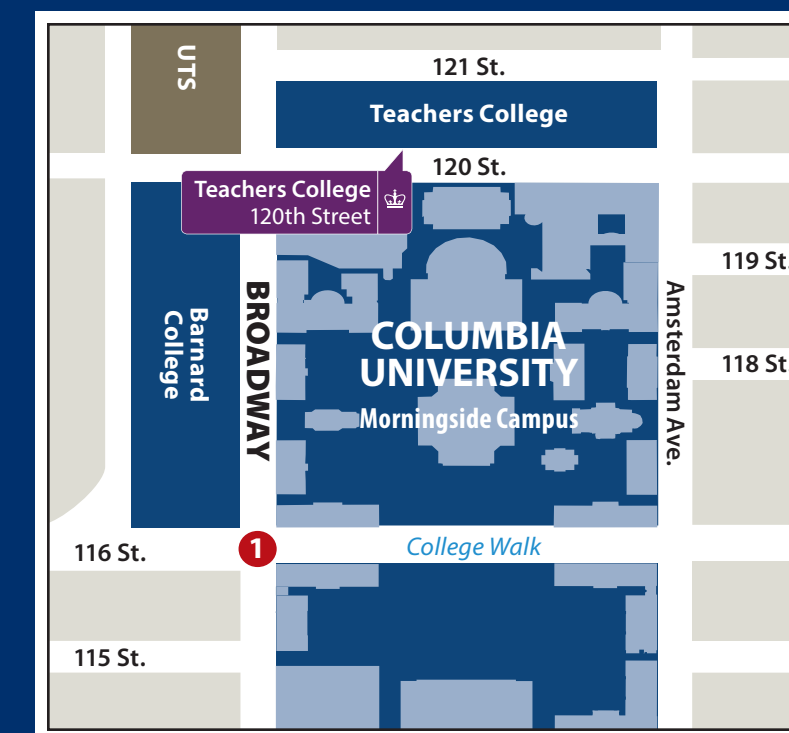 UTS
121 St.
Teachers College
120 St.
Teachers College
120th Street
119 St.
BROADWAY
Barnard
College
COLUMBIA
UNIVERSITY
Morningside Campus
Amsterdam Ave.
118 St.
116 St.
1
College Walk
115 St.